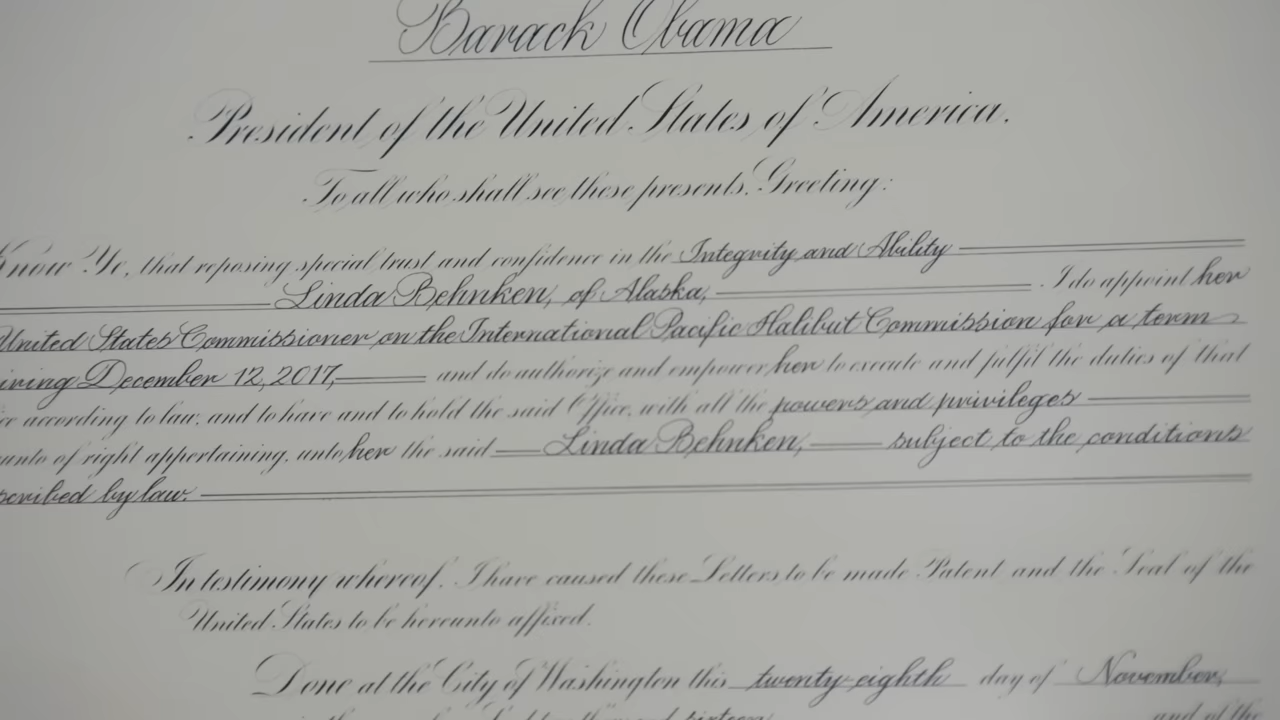 Barack Obama
President of the United States of America.
To all who shall see these presents, Greeting:
Know Ye, that reposing special trust and confidence in the Integrity and Ability
Linda Behnken, of Alaska, I do appoint her
United States Commissioner on the International Pacific Halibut Commission for a term
iring December 12, 2017, and do authorize and empower her to execute and fulfil the duties of that
ce according to law, and to have and to hold the said Office, with all the powers and privileges
unto of right appertaining, unto her the said Linda Behnken, subject to the conditions
scribed by law.
In testimony whereof, I have caused these Letters to be made Patent and the Seal of the
United States to be hereunto affixed.
Done at the City of Washington this twenty-eighth day of November,
sixteen and of the